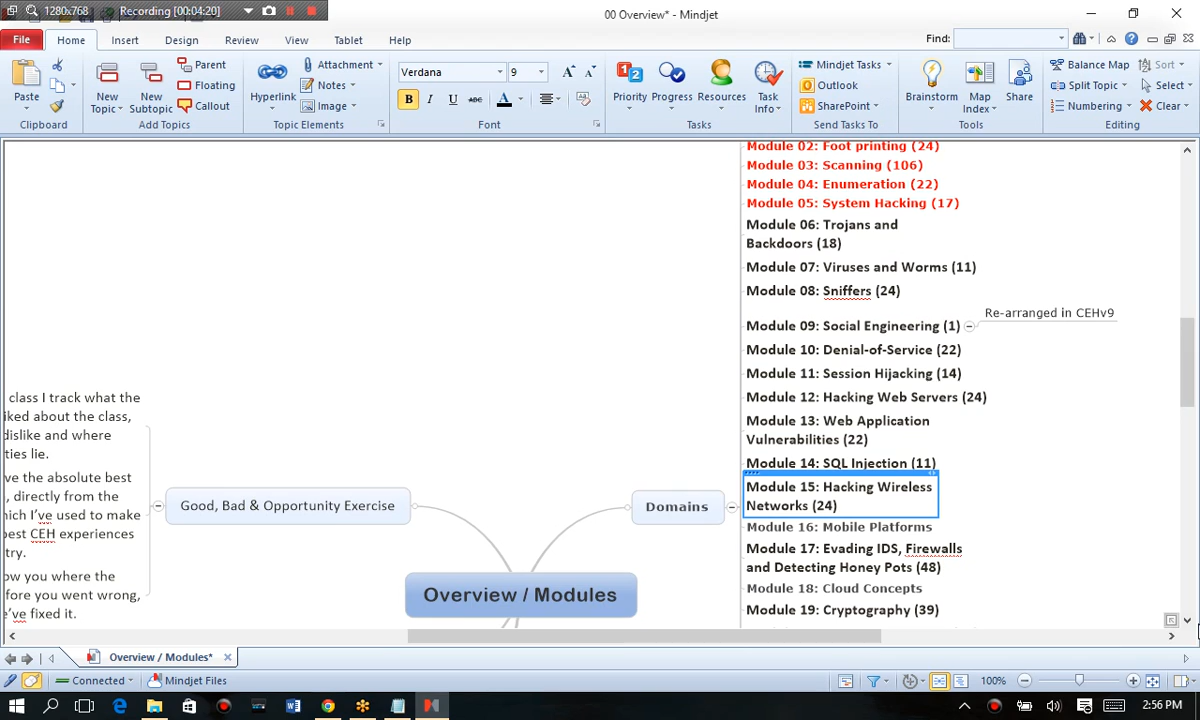 1280x768
Recording [00:04:20]
00 Overview* - Mindjet
File
Home
Insert
Design
Review
View
Tablet
Help
Find:
Paste
Clipboard
New
Topic
New
Subtopic
Parent
Floating
Callout
Add Topics
Hyperlink
Attachment
Notes
Image
Topic Elements
Verdana
9
B
I
U
ABC
A
Font
Priority
Progress
Resources
Task
Info
Tasks
Mindjet Tasks
Outlook
SharePoint
Send Tasks To
Brainstorm
Map
Index
Share
Tools
Balance Map
Split Topic
Numbering
Sort
Select
Clear
Editing
Module 02: Foot printing (24)
Module 03: Scanning (106)
Module 04: Enumeration (22)
Module 05: System Hacking (17)
Module 06: Trojans and
Backdoors (18)
Module 07: Viruses and Worms (11)
Module 08: Sniffers (24)
Re-arranged in CEHv9
Module 09: Social Engineering (1)
Module 10: Denial-of-Service (22)
Module 11: Session Hijacking (14)
Module 12: Hacking Web Servers (24)
Module 13: Web Application
Vulnerabilities (22)
Module 14: SQL Injection (11)
Module 15: Hacking Wireless
Networks (24)
Module 16: Mobile Platforms
Module 17: Evading IDS, Firewalls
and Detecting Honey Pots (48)
Module 18: Cloud Concepts
Module 19: Cryptography (39)
Domains
class I track what the
iked about the class,
dislike and where
ties lie.
ve the absolute best
, directly from the
hich I've used to make
best CEH experiences
try.
ow you where the
efore you went wrong,
e've fixed it.
Good, Bad & Opportunity Exercise
Overview / Modules
Overview / Modules*
Connected
Mindjet Files
100%
2:56 PM